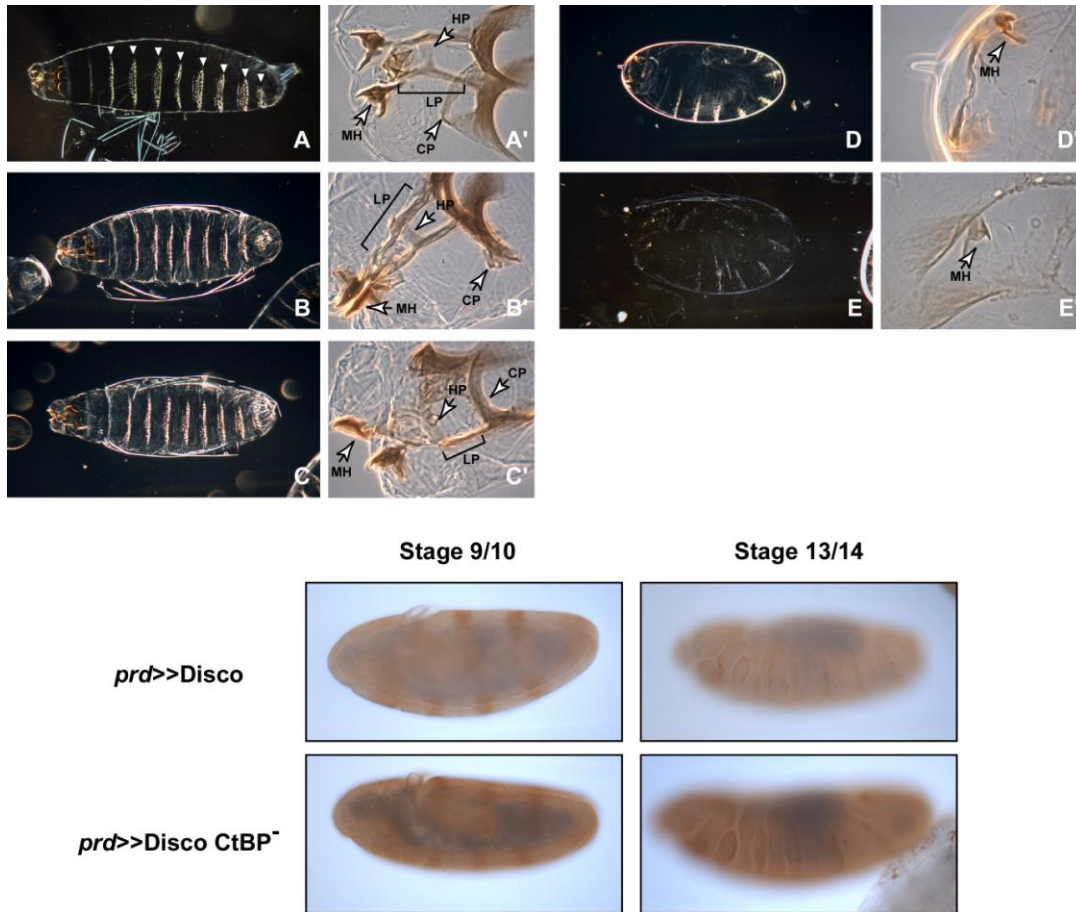 A
HP
LP
MH
CP
A'
D
MH
D'
B
LP
HP
MH
CP
B'
E
MH
E'
C
HP
CP
MH
LP
C'
Stage 9/10 Stage 13/14
prd>>Disco
prd>>Disco CtBP-